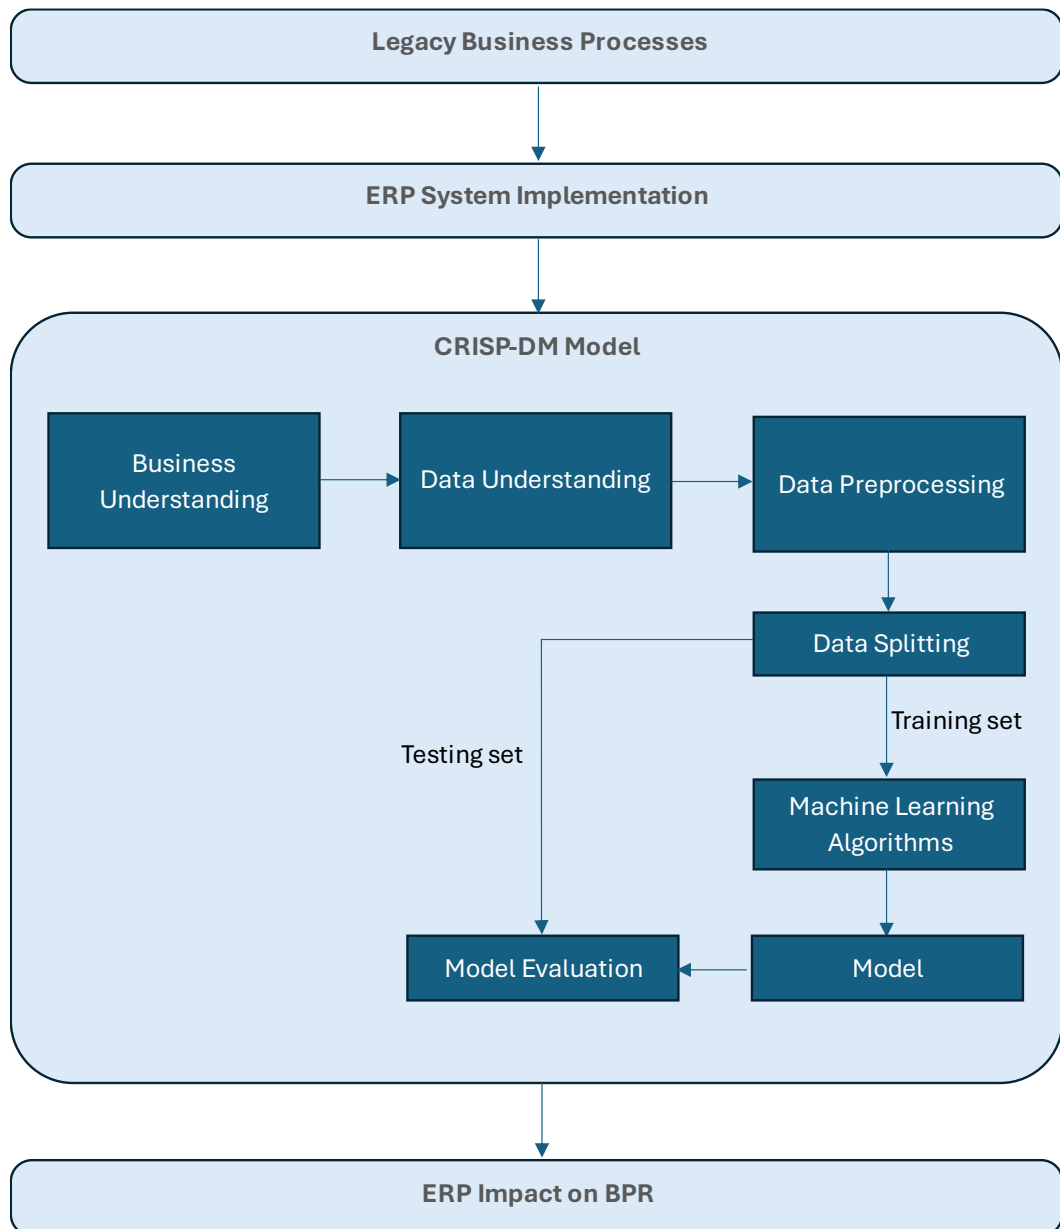 Legacy Business Processes
ERP System Implementation
CRISP-DM Model
Business
Understanding
Data Understanding
Data Preprocessing
Data Splitting
Training set
Testing set
Machine Learning
Algorithms
Model Evaluation
Model
ERP Impact on BPR